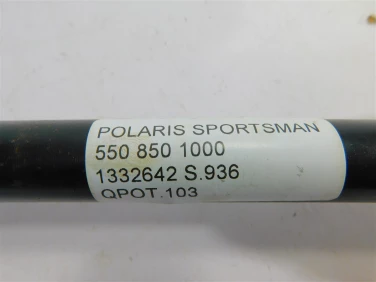 POLARIS SPORTSMAN
550 850 1000
1332642 S.936
QPOT.103